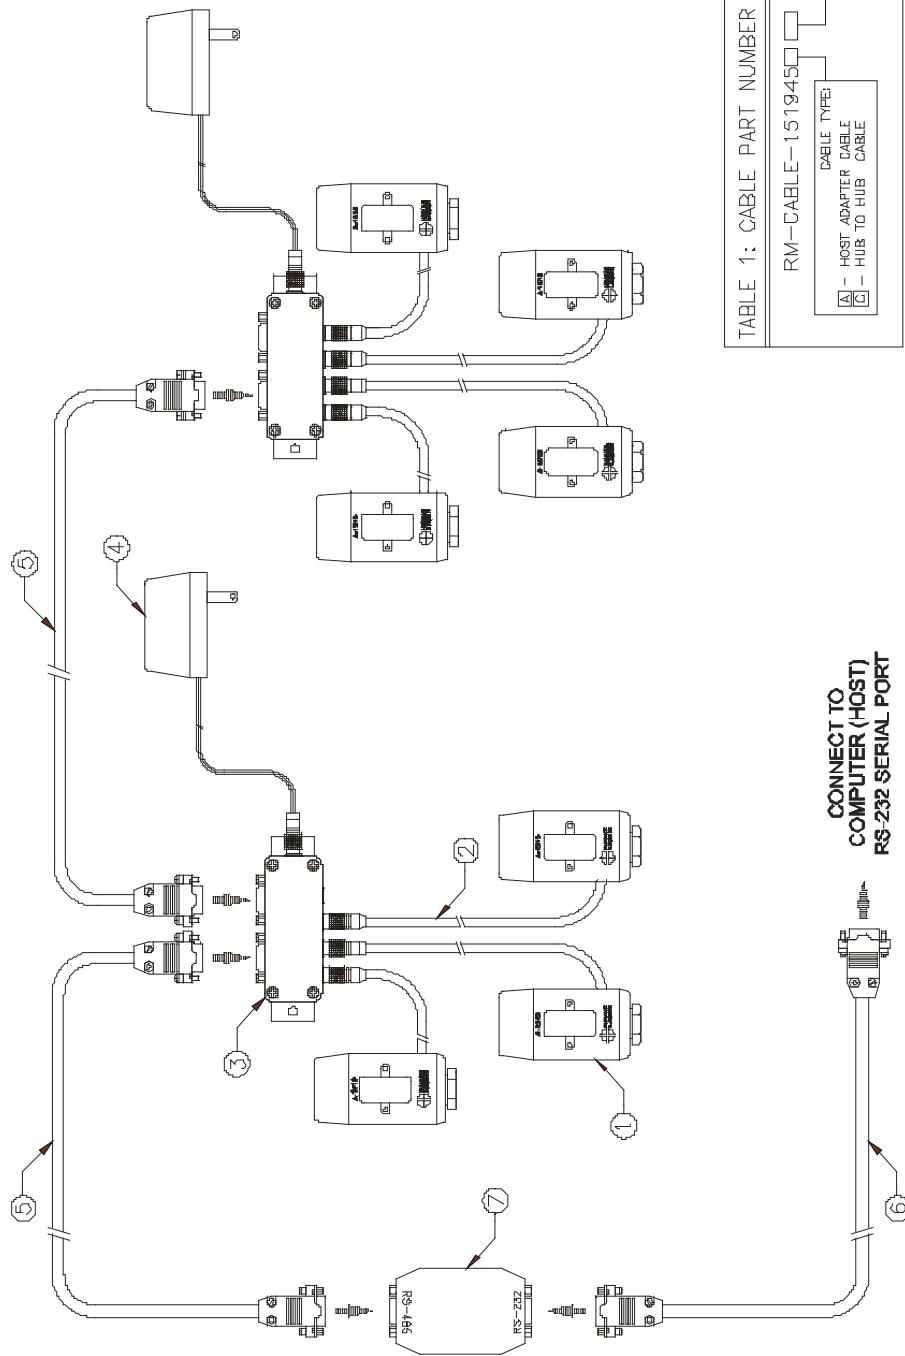 5
4
5
3
2
1
7
6
RS-486
RS-232
CONNECT TO
COMPUTER (HOST)
RS-232 SERIAL PORT
TABLE 1: CABLE PART NUMBER
RM-CABLE-151945
CABLE TYPE:
A - HOST ADAPTER CABLE
C - HUB TO HUB CABLE